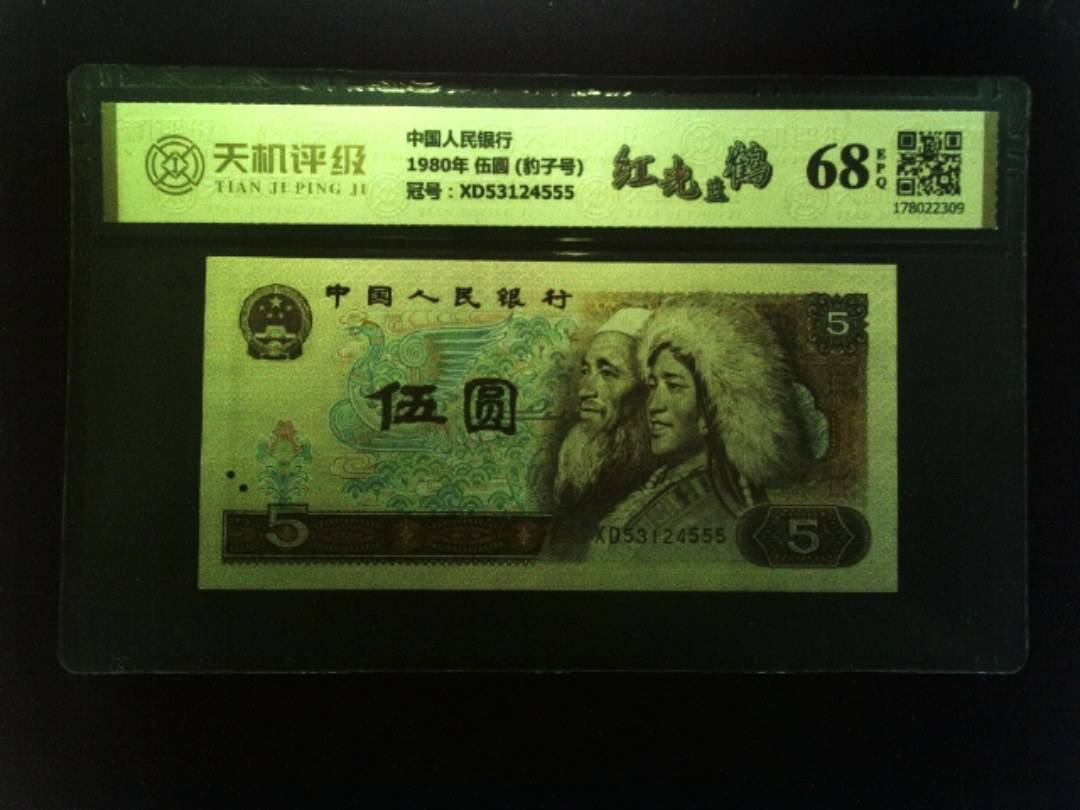 天机评级
TIAN JI PING JI
中国人民银行
1980年 伍圆 (豹子号)
冠号：XD53124555
红光蓝鹤
68
EPQ
178022309
中国人民银行
5
伍圆
5
XD53124555
5